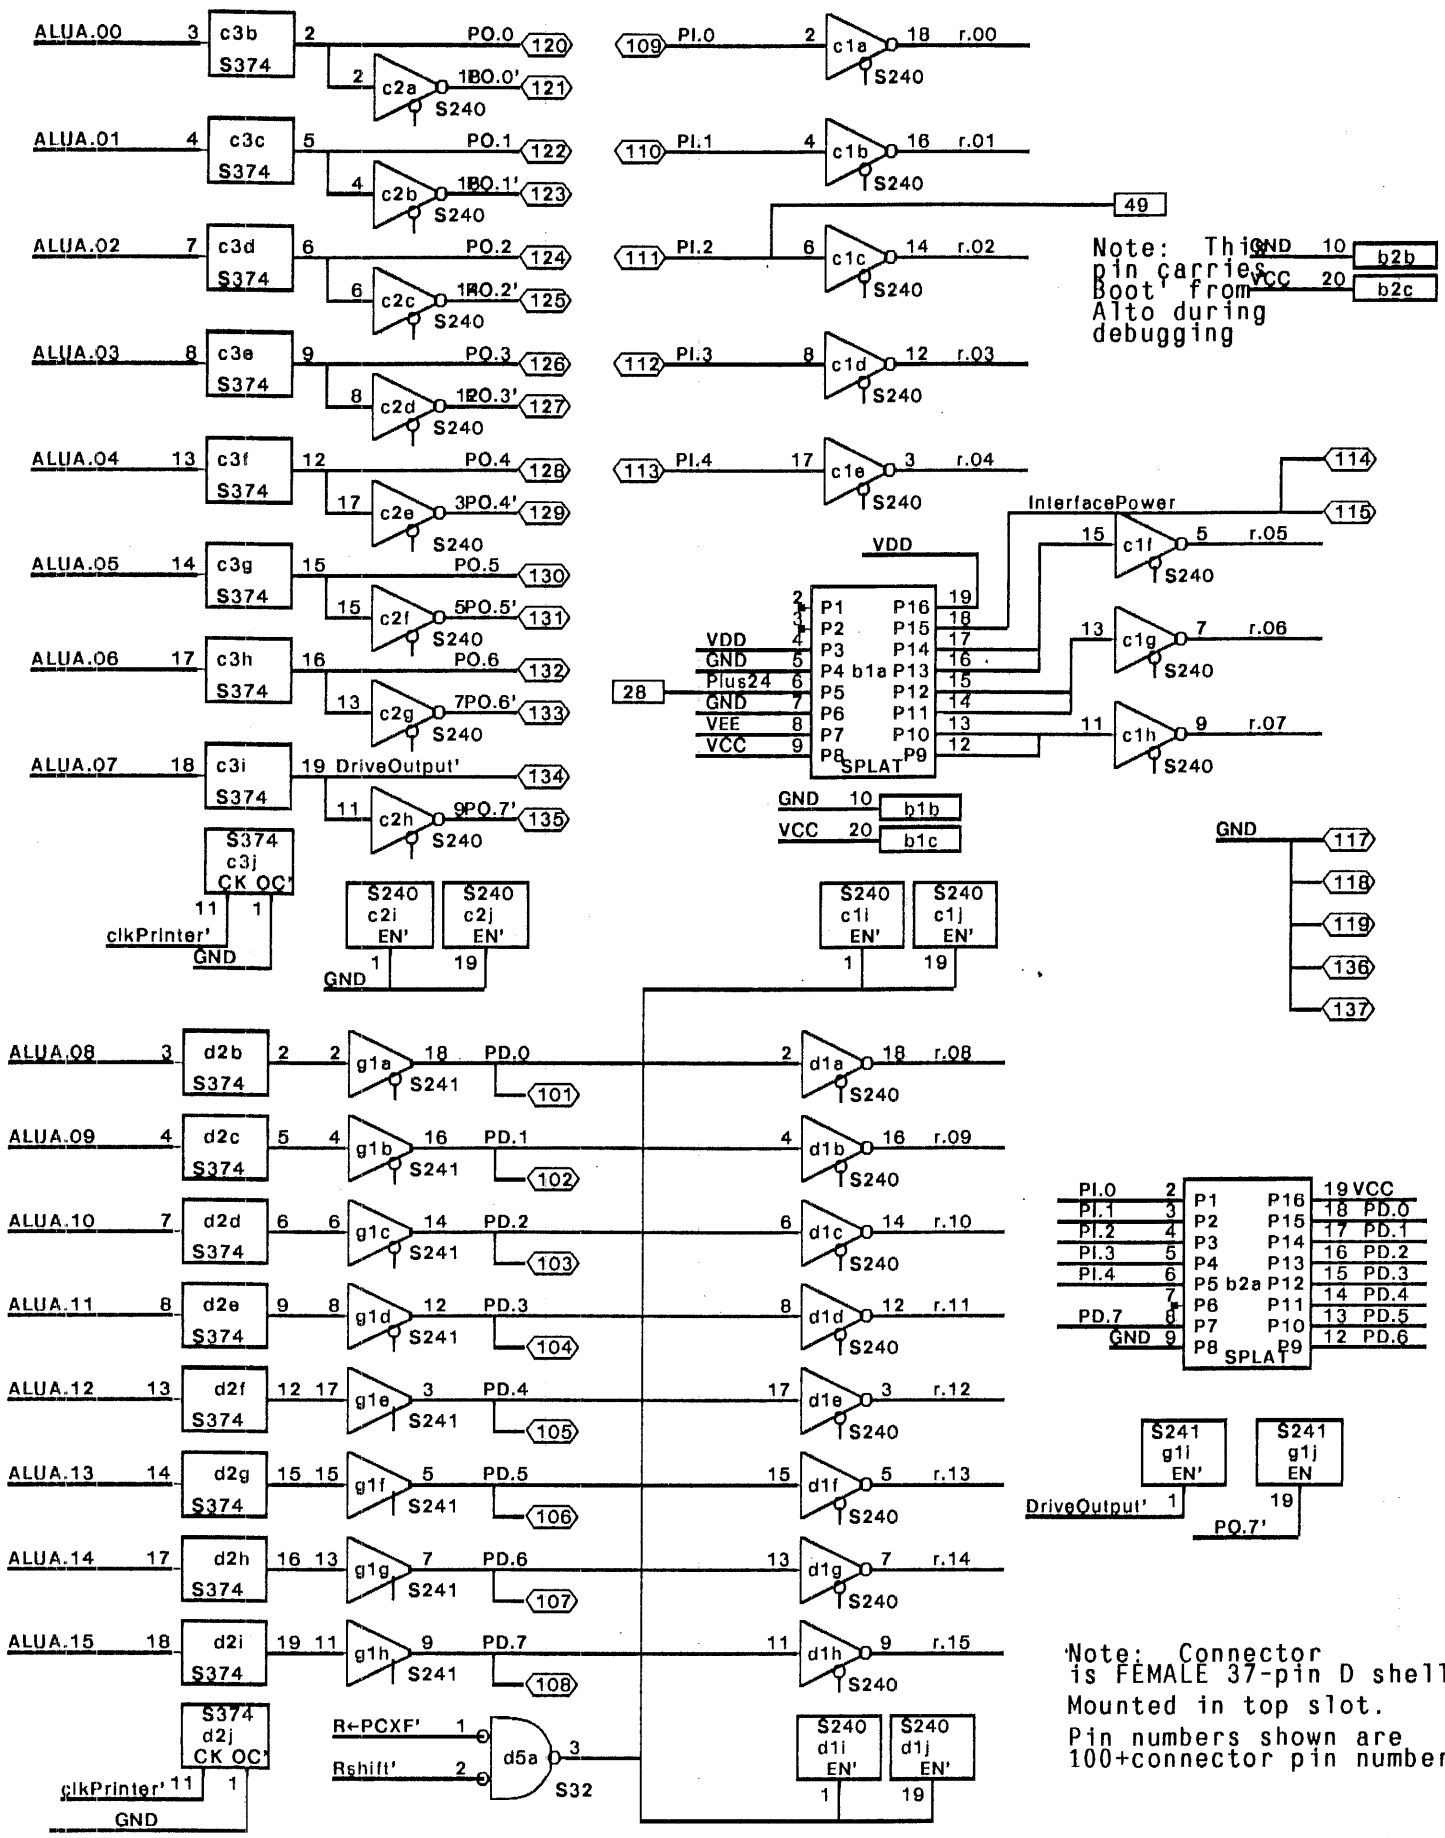 ALUA.00 3 c3b 2 PO.0 120 109 PI.0 2 c1a 18 r.00
S374 2 c2a 18 PO.0' 121 S240
S240
ALUA.01 4 c3c 5 PO.1 122 110 PI.1 4 c1b 16 r.01
S374 4 c2b 16 PO.1' 123 S240
S240 49
ALUA.02 7 c3d 6 PO.2 124 111 PI.2 6 c1c 14 r.02
S374 6 c2c 14 PO.2' 125 S240
S240
Note: This
pin carries
Boot' from
Alto during
debugging
GND 10 b2b
VCC 20 b2c
ALUA.03 8 c3e 9 PO.3 126 112 PI.3 8 c1d 12 r.03
S374 8 c2d 12 PO.3' 127 S240
S240
ALUA.04 13 c3f 12 PO.4 128 113 PI.4 17 c1e 3 r.04
S374 17 c2e 3 PO.4' 129 S240
S240
114
InterfacePower 115
15 c1f 5 r.05
S240
ALUA.05 14 c3g 15 PO.5 130
S374 15 c2f 5 PO.5' 131
S240
13 c1g 7 r.06
S240
ALUA.06 17 c3h 16 PO.6 132
S374 13 c2g 7 PO.6' 133
S240
11 c1h 9 r.07
S240
ALUA.07 18 c3i 19 DriveOutput' 134
S374 11 c2h 9 PO.7' 135
S240
VDD
2 P1 P16 19
3 P2 P15 18
VDD 4 P3 P14 17
GND 5 P4 b1a P13 16
28 Plus24 6 P5 P12 15
GND 7 P6 P11 14
VEE 8 P7 P10 13
VCC 9 P8 P9 12
SPLAT
GND 10 b1b
VCC 20 b1c
GND 117
118
119
136
137
S374
c3j
CK OC'
11 1
clkPrinter'
GND
S240 S240
c2i c2j
EN' EN'
1 19
GND
S240 S240
c1i c1j
EN' EN'
1 19
ALUA.08 3 d2b 2 2 g1a 18 PD.0 2 d1a 18 r.08
S374 S241 101 S240
ALUA.09 4 d2c 5 4 g1b 16 PD.1 4 d1b 16 r.09
S374 S241 102 S240
ALUA.10 7 d2d 6 6 g1c 14 PD.2 6 d1c 14 r.10
S374 S241 103 S240
ALUA.11 8 d2e 9 8 g1d 12 PD.3 8 d1d 12 r.11
S374 S241 104 S240
ALUA.12 13 d2f 12 17 g1e 3 PD.4 17 d1e 3 r.12
S374 S241 105 S240
ALUA.13 14 d2g 15 15 g1f 5 PD.5 15 d1f 5 r.13
S374 S241 106 S240
ALUA.14 17 d2h 16 13 g1g 7 PD.6 13 d1g 7 r.14
S374 S241 107 S240
ALUA.15 18 d2i 19 11 g1h 9 PD.7 11 d1h 9 r.15
S374 S241 108 S240
PI.0 2 P1 P16 19 VCC
PI.1 3 P2 P15 18 PD.0
PI.2 4 P3 P14 17 PD.1
PI.3 5 P4 P13 16 PD.2
PI.4 6 P5 b2a P12 15 PD.3
7 P6 P11 14 PD.4
PD.7 8 P7 P10 13 PD.5
GND 9 P8 P9 12 PD.6
SPLAT
S241 S241
g1i g1j
EN' EN
DriveOutput' 1 19
PO.7'
S374
d2j
CK OC'
clkPrinter' 11 1
GND
R←PCXF' 1
d5a 3
Rshift' 2 S32
S240 S240
d1i d1j
EN' EN'
1 19
Note: Connector
is FEMALE 37-pin D shell
Mounted in top slot.
Pin numbers shown are
100+connector pin number